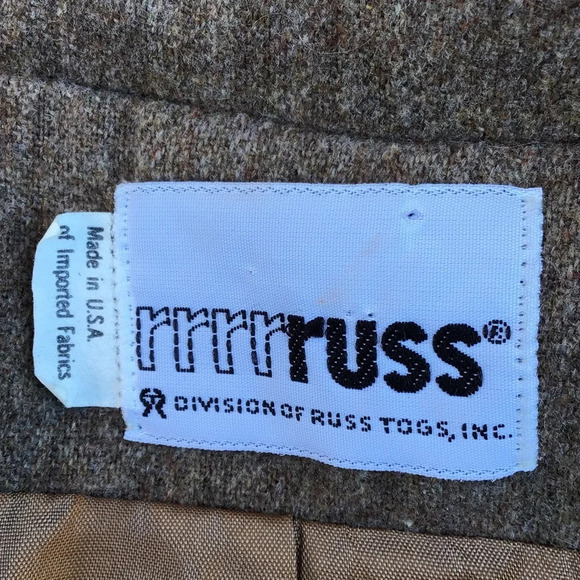 Made in U.S.A.
of Imported Fabrics
rrrrruss®
DIVISION OF RUSS TOGS, INC.